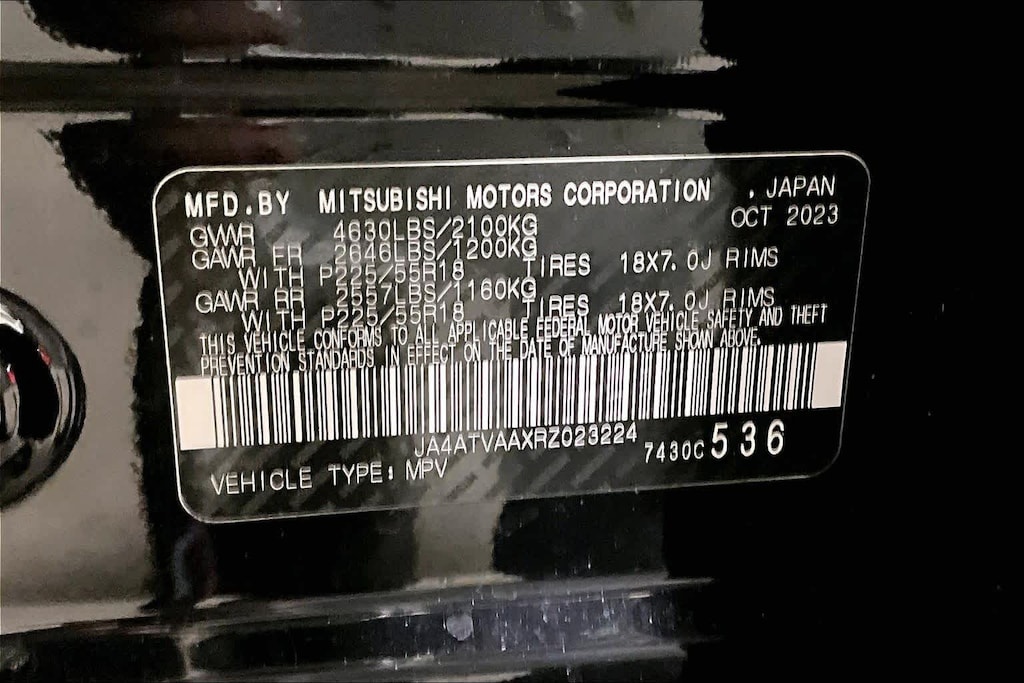 MFD.BY MITSUBISHI MOTORS CORPORATION . JAPAN
OCT 2023
GVWR 4630LBS/2100KG
GAWR FR 2646LBS/1200KG
WITH P225/55R18 TIRES 18X7.0J RIMS
GAWR RR 2557LBS/1160KG
WITH P225/55R18 TIRES 18X7.0J RIMS
THIS VEHICLE CONFORMS TO ALL APPLICABLE FEDERAL MOTOR VEHICLE SAFETY AND THEFT
PREVENTION STANDARDS IN EFFECT ON THE DATE OF MANUFACTURE SHOWN ABOVE.
JA4ATVAAXRZ023224
7430C 536
VEHICLE TYPE: MPV